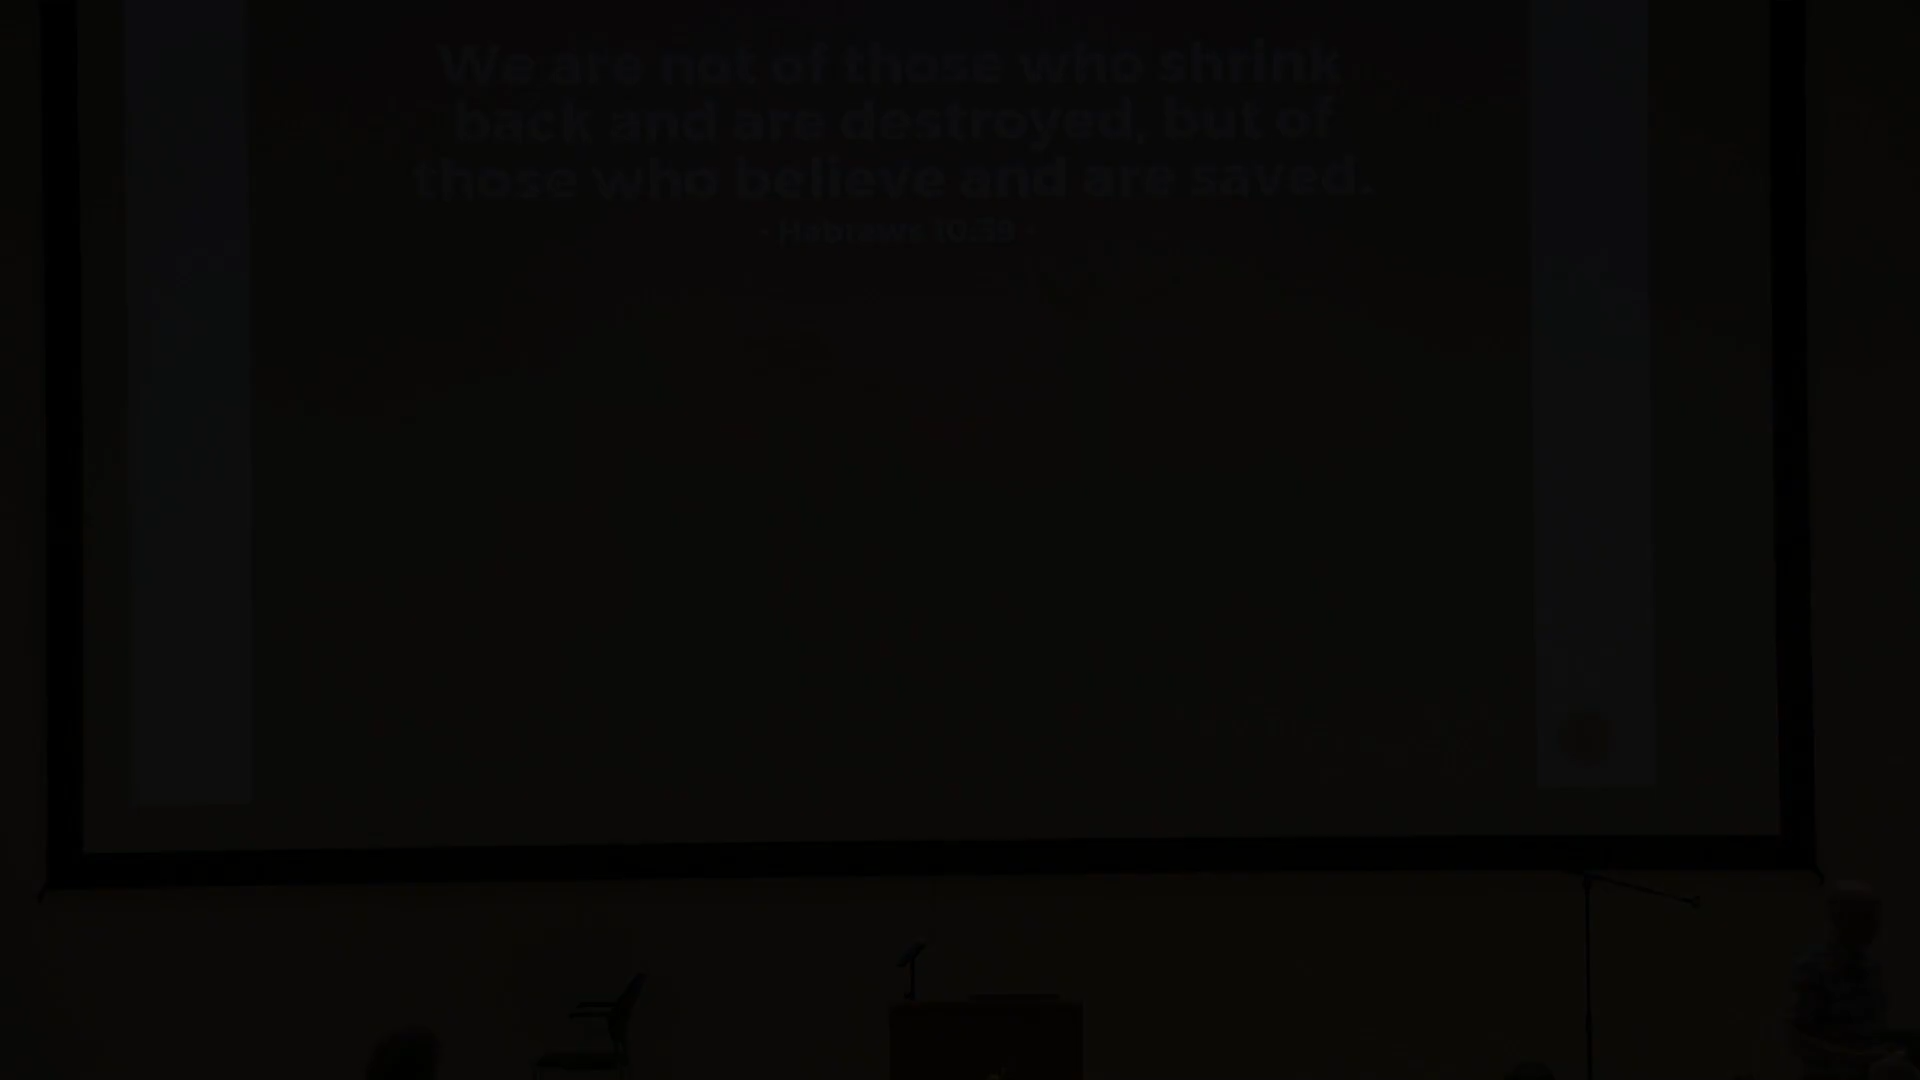 We are not of those who shrink
back and are destroyed, but of
those who believe and are saved.
- Hebrews 10:39 -